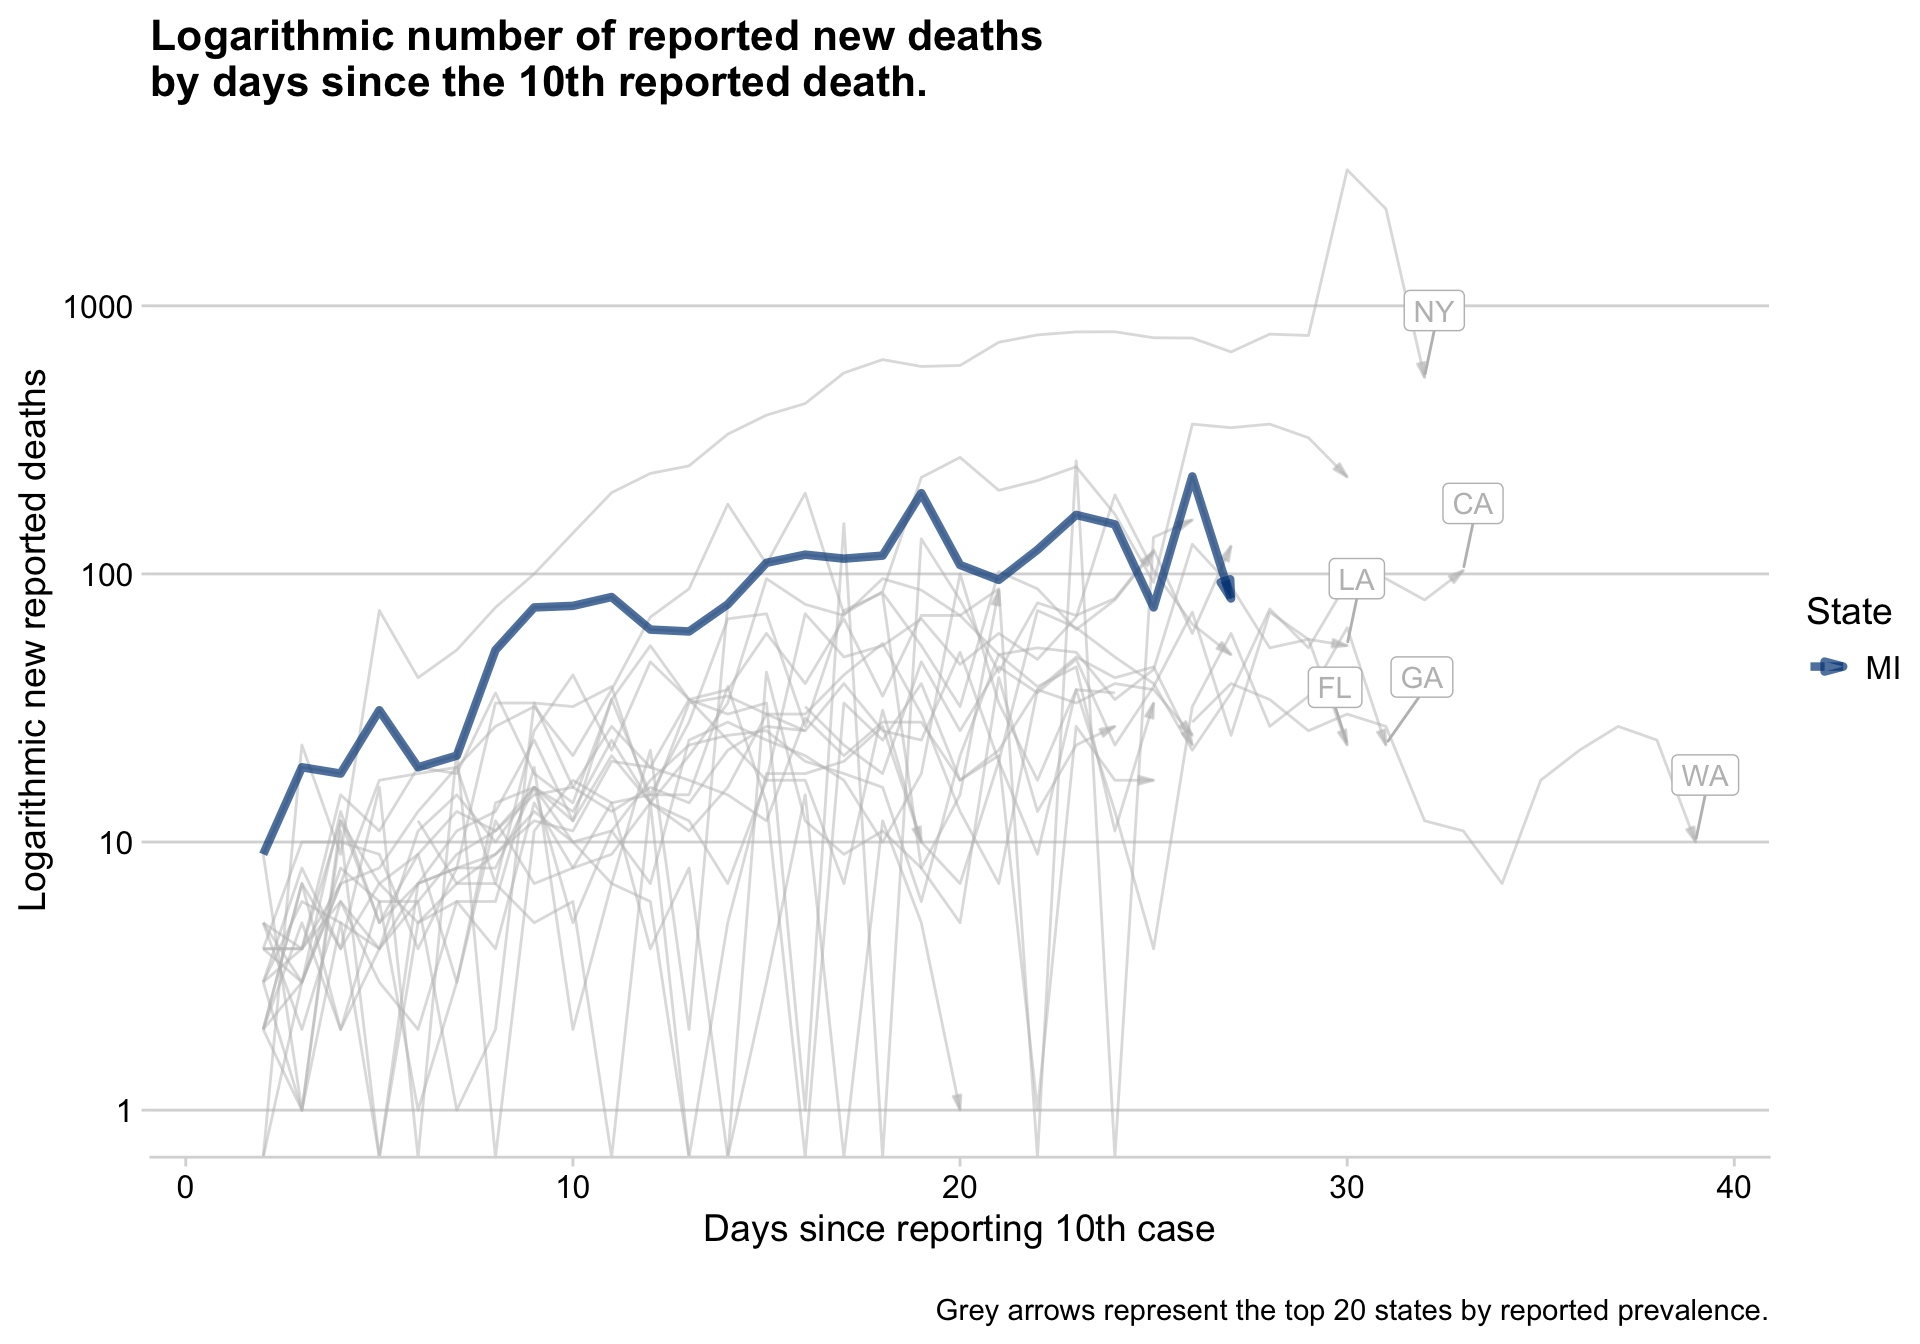 Logarithmic number of reported new deaths
by days since the 10th reported death.
Logarithmic new reported deaths
1000
100
10
1
NY
CA
LA
FL
GA
WA
State
MI
0 10 20 30 40
Days since reporting 10th case
Grey arrows represent the top 20 states by reported prevalence.